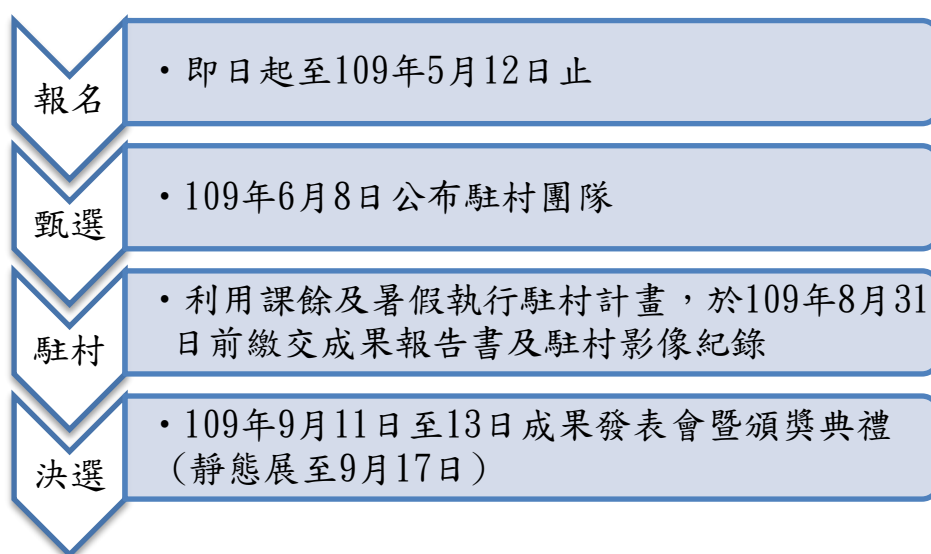 報名
・即日起至109年5月12日止
甄選
・109年6月8日公布駐村團隊
駐村
・利用課餘及暑假執行駐村計畫，於109年8月31
日前繳交成果報告書及駐村影像紀錄
決選
・109年9月11日至13日成果發表會暨頒獎典禮
(靜態展至9月17日)